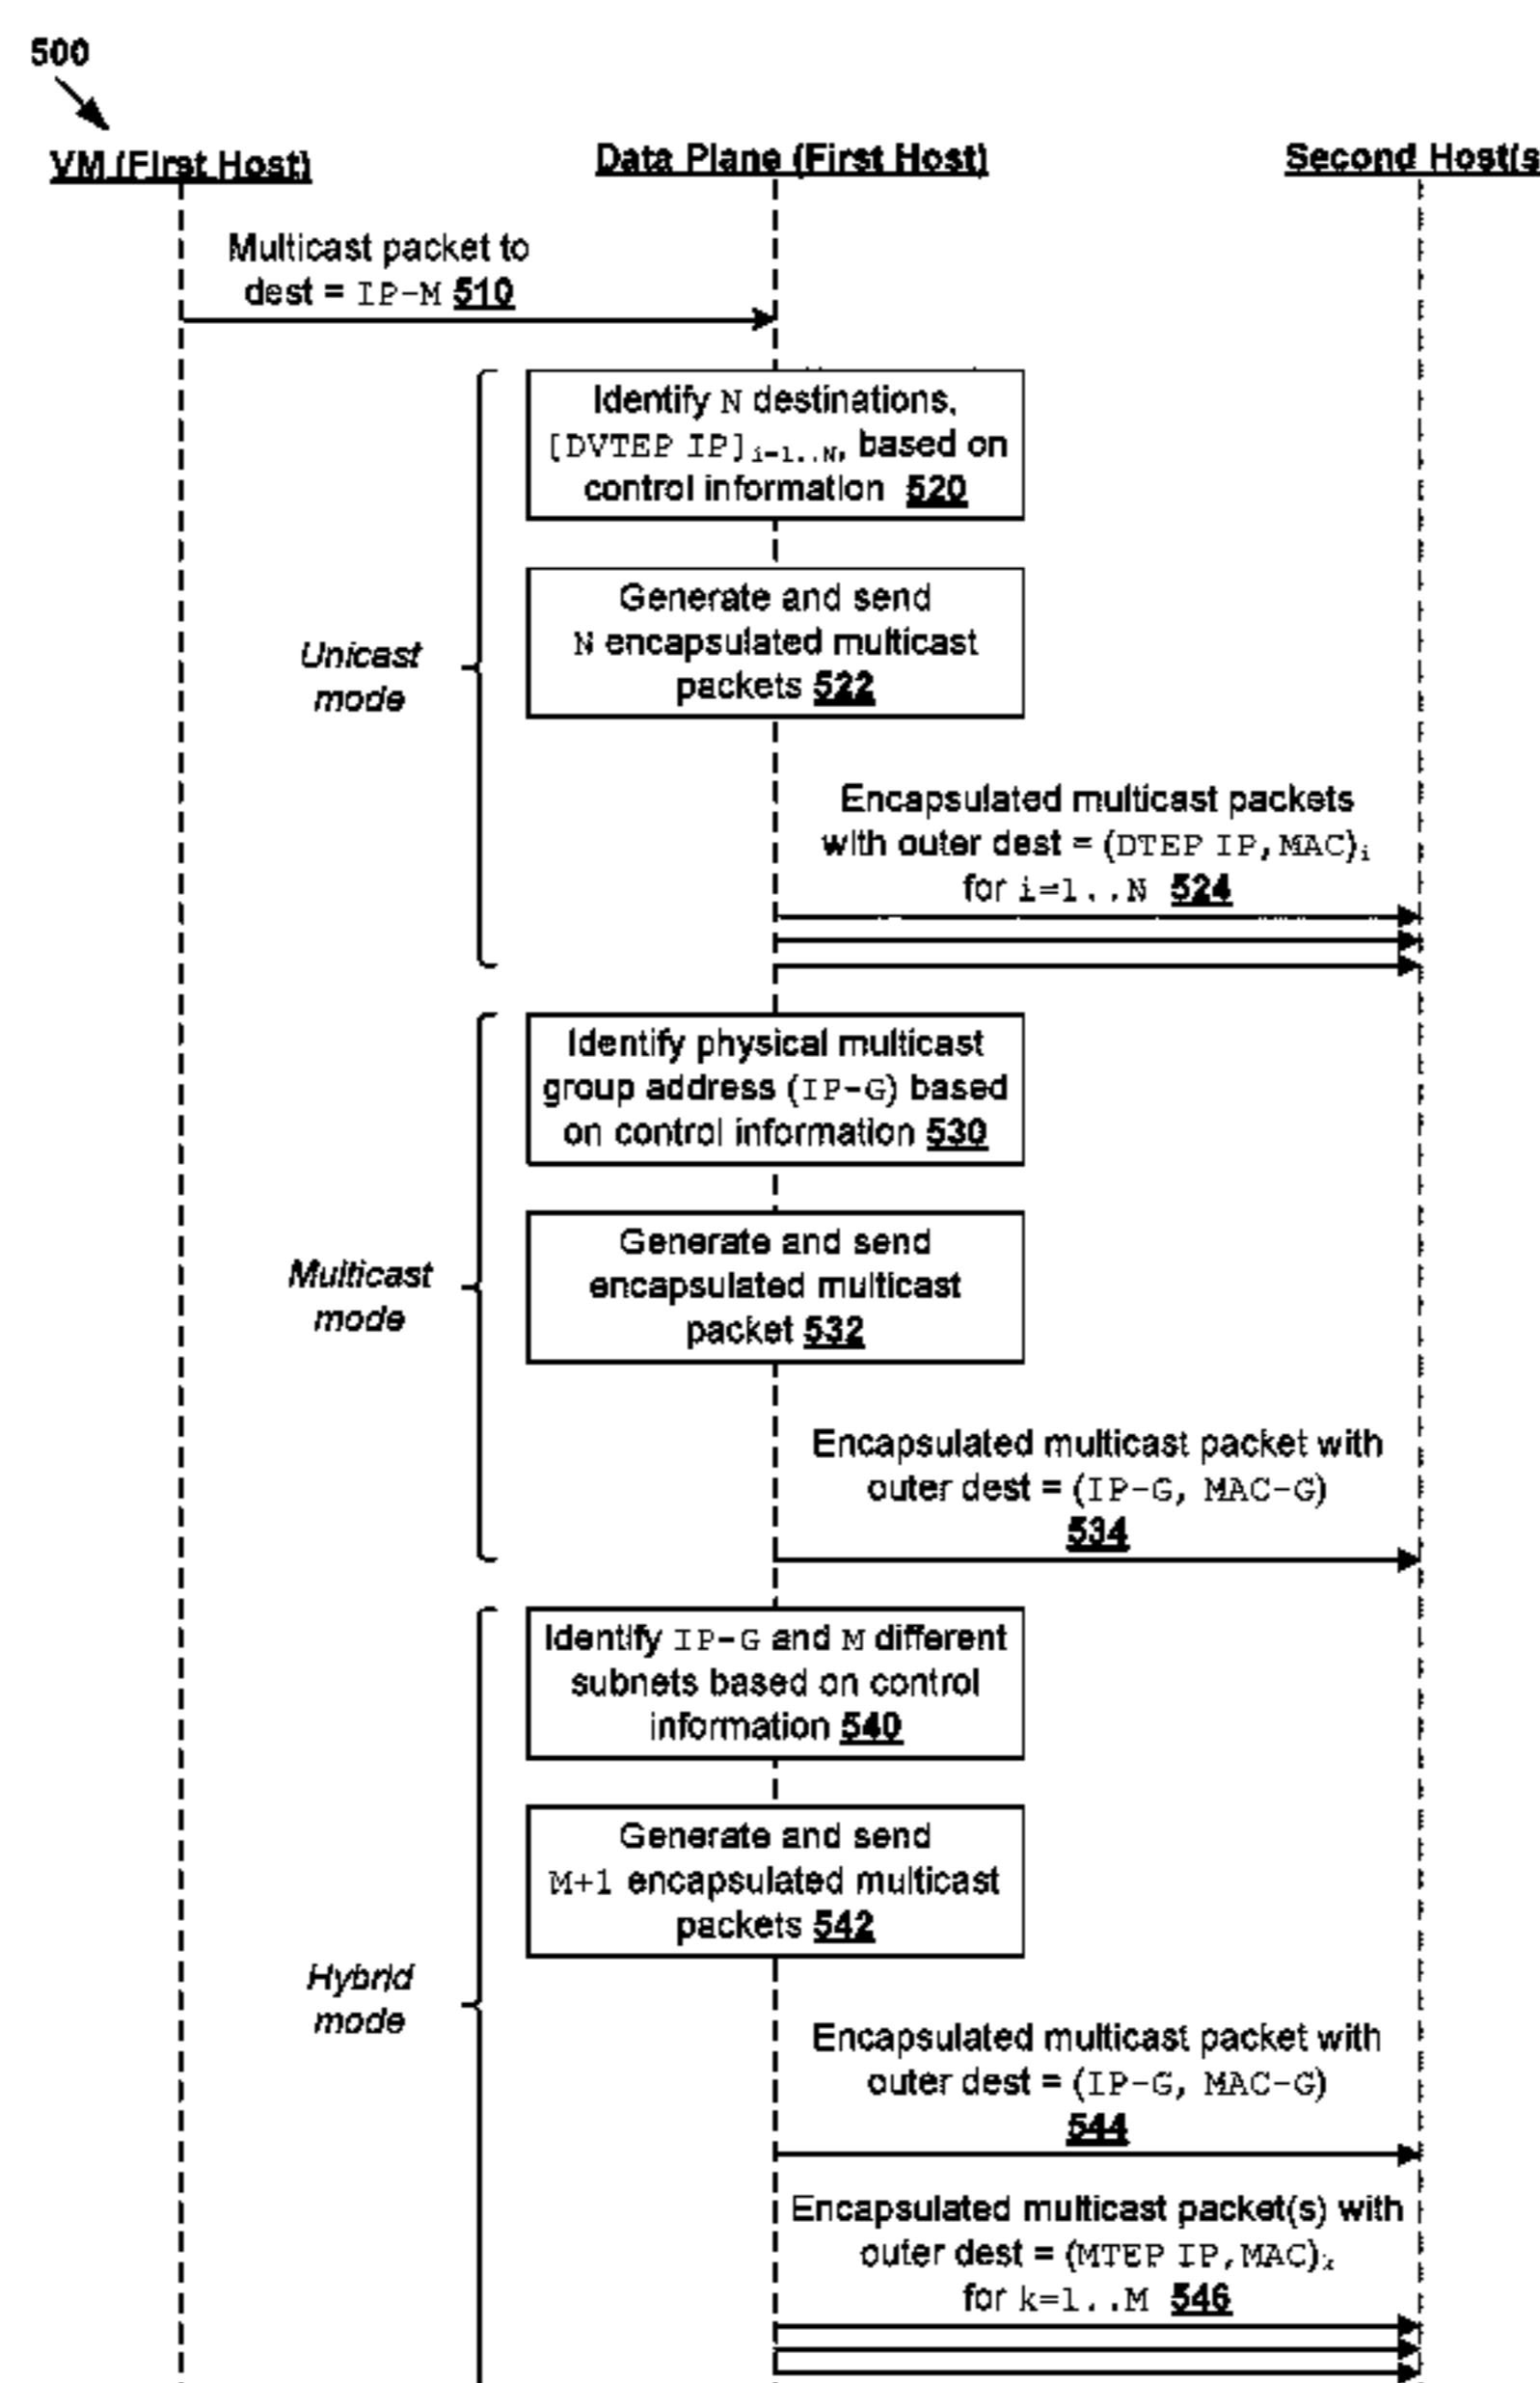 500
VM (First Host)
Data Plane (First Host)
Second Host(s
Multicast packet to
dest = IP-M 510
Identify N destinations,
[DVTEP IP]i=1..N, based on
control information 520
Generate and send
N encapsulated multicast
packets 522
Unicast
mode
Encapsulated multicast packets
with outer dest = (DTEP IP,MAC)i
for i=1..N 524
Identify physical multicast
group address (IP-G) based
on control information 530
Generate and send
encapsulated multicast
packet 532
Multicast
mode
Encapsulated multicast packet with
outer dest = (IP-G, MAC-G)
534
Identify IP-G and M different
subnets based on control
information 540
Generate and send
M+1 encapsulated multicast
packets 542
Hybrid
mode
Encapsulated multicast packet with
outer dest = (IP-G, MAC-G)
544
Encapsulated multicast packet(s) with
outer dest = (MTEP IP,MAC)k
for k=1..M 546